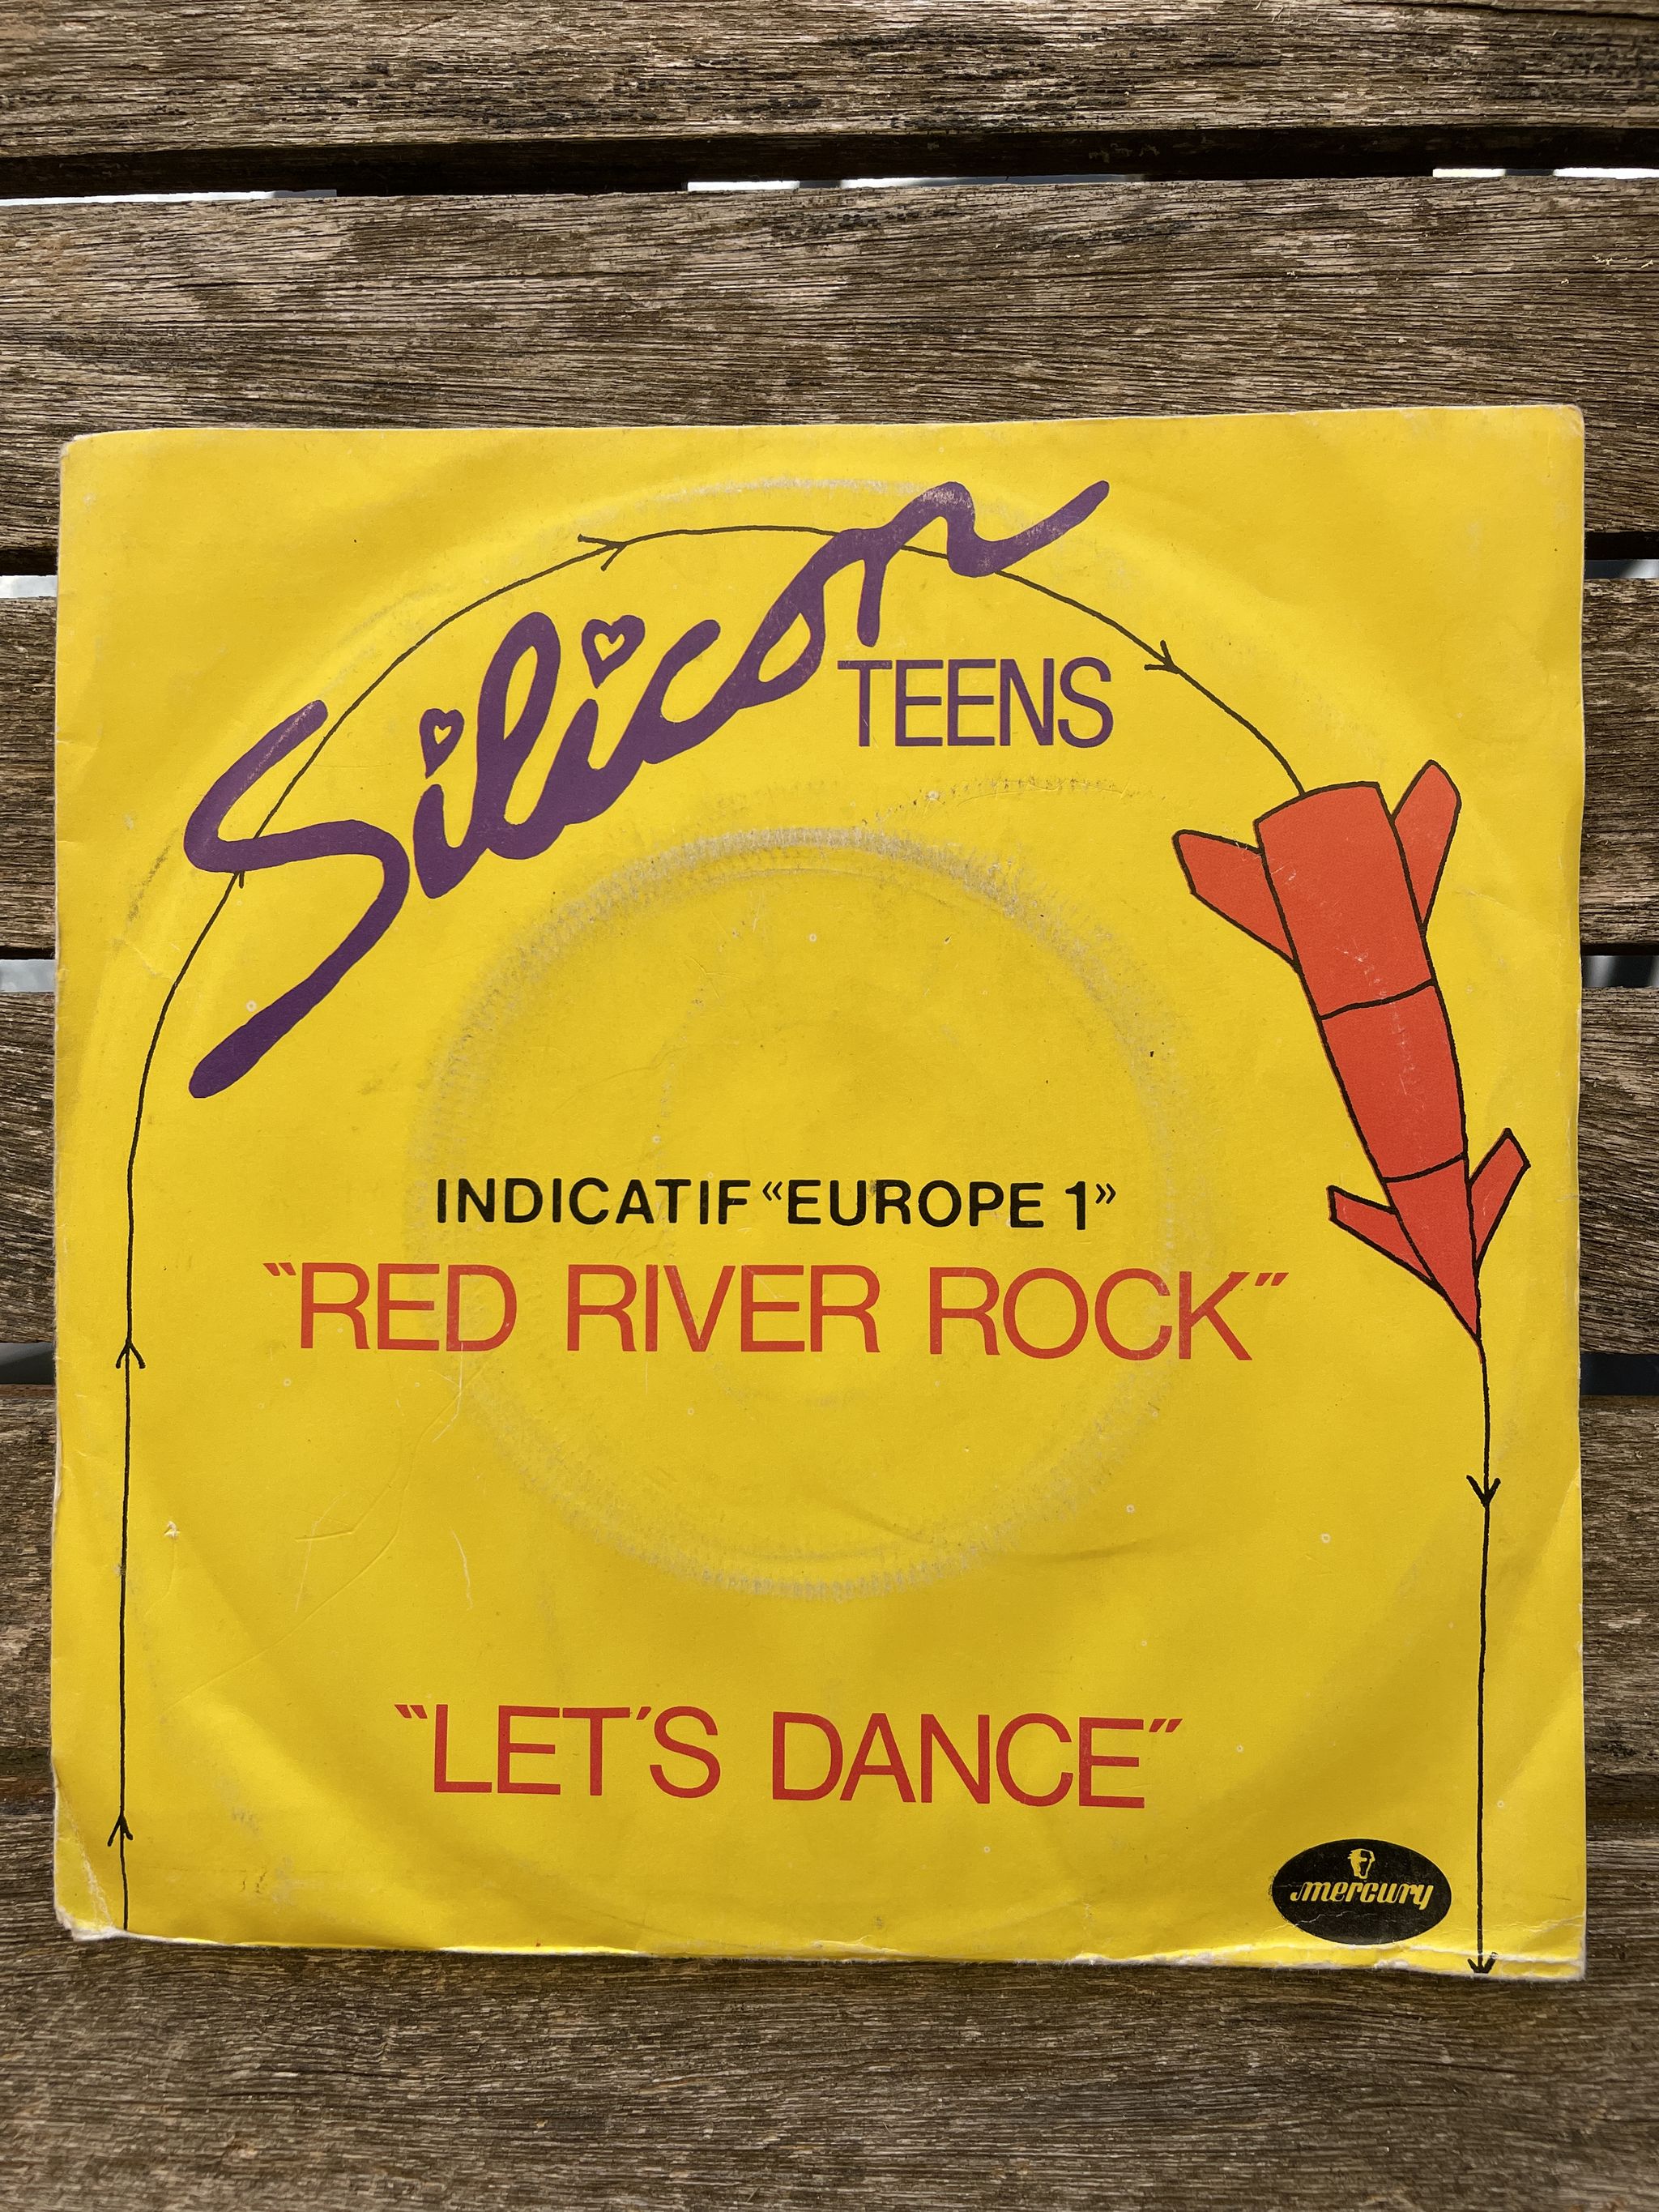 Silicon
TEENS
INDICATIF «EUROPE 1»
"RED RIVER ROCK"
"LET'S DANCE"
mercury